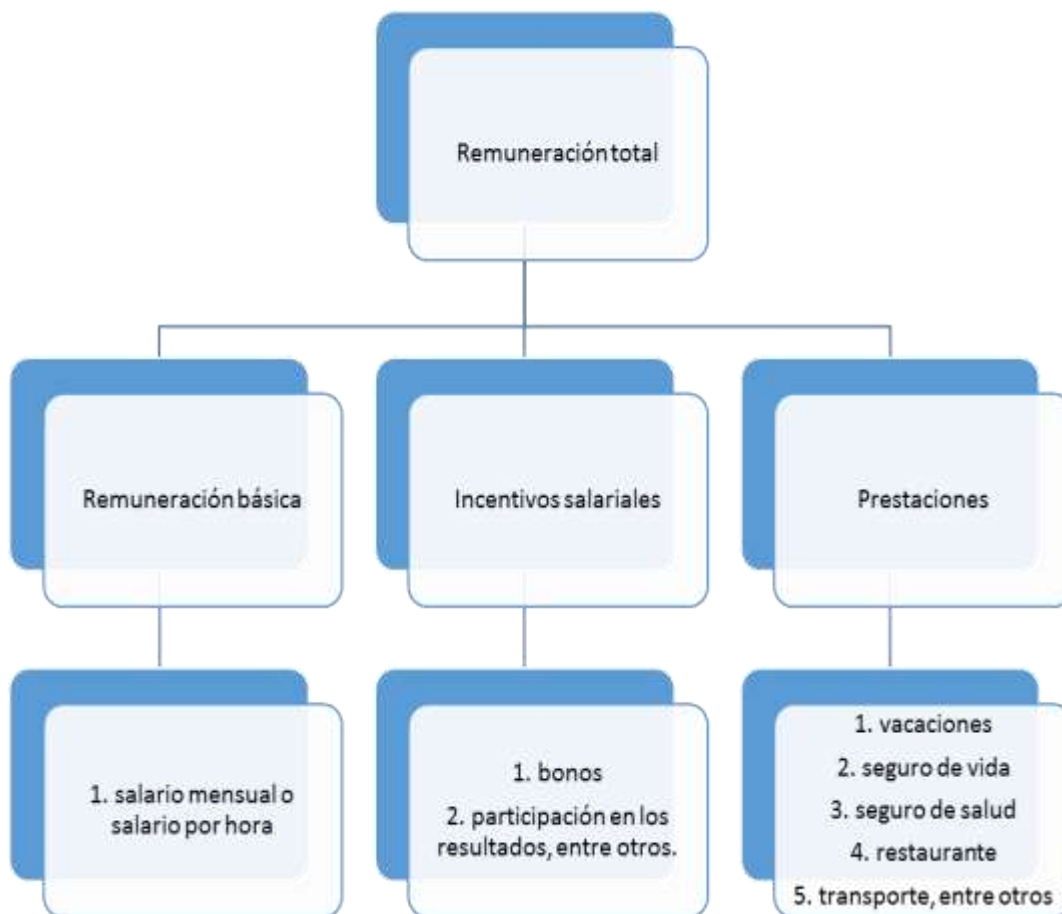 Remuneración total
Remuneración básica
Incentivos salariales
Prestaciones
1. salario mensual o
salario por hora
1. bonos
2. participación en los
resultados, entre otros.
1. vacaciones
2. seguro de vida
3. seguro de salud
4. restaurante
5. transporte, entre otros